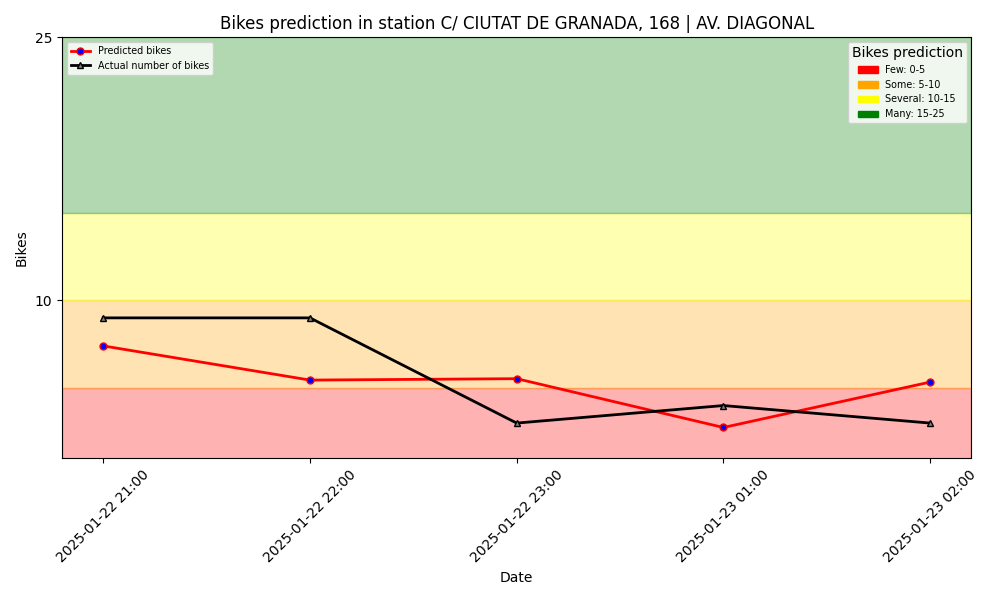 Bikes prediction in station C/ CIUTAT DE GRANADA, 168 | AV. DIAGONAL
25
10
Bikes
Predicted bikes
Actual number of bikes
Bikes prediction
Few: 0-5
Some: 5-10
Several: 10-15
Many: 15-25
2025-01-22 21:00
2025-01-22 22:00
2025-01-22 23:00
2025-01-23 01:00
2025-01-23 02:00
Date